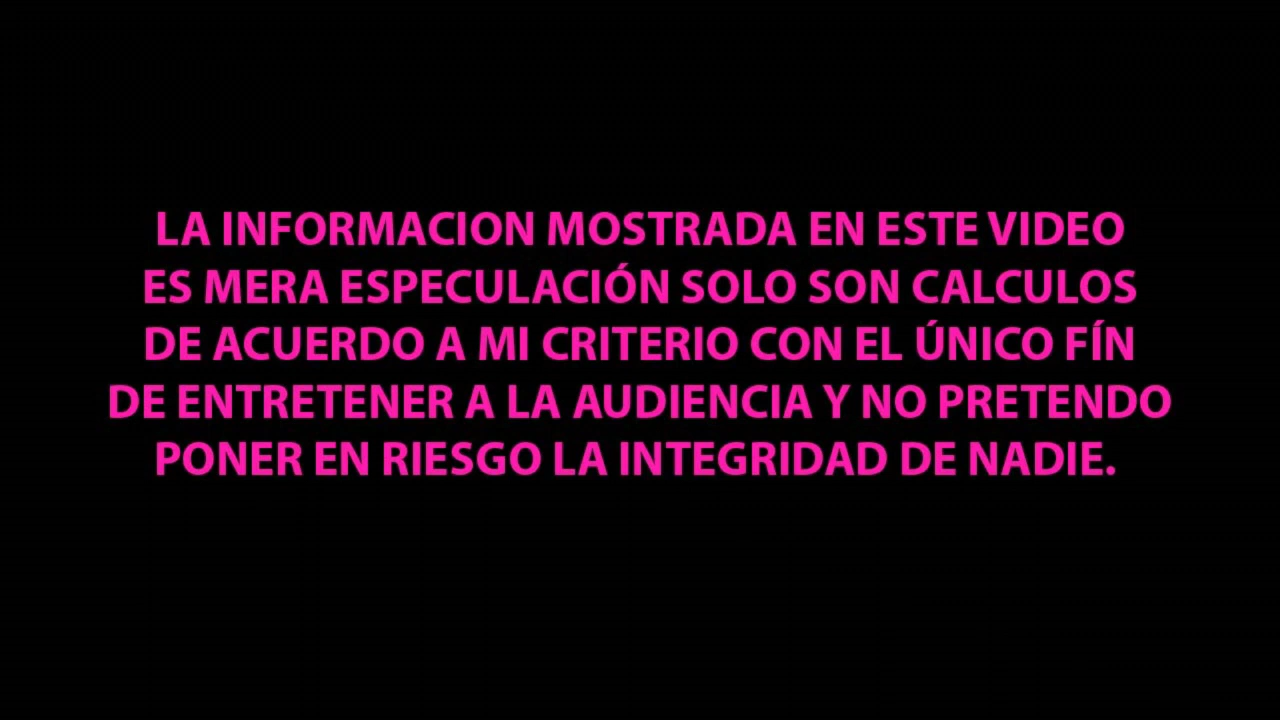 LA INFORMACION MOSTRADA EN ESTE VIDEO
ES MERA ESPECULACIÓN SOLO SON CALCULOS
DE ACUERDO A MI CRITERIO CON EL ÚNICO FÍN
DE ENTRETENER A LA AUDIENCIA Y NO PRETENDO
PONER EN RIESGO LA INTEGRIDAD DE NADIE.